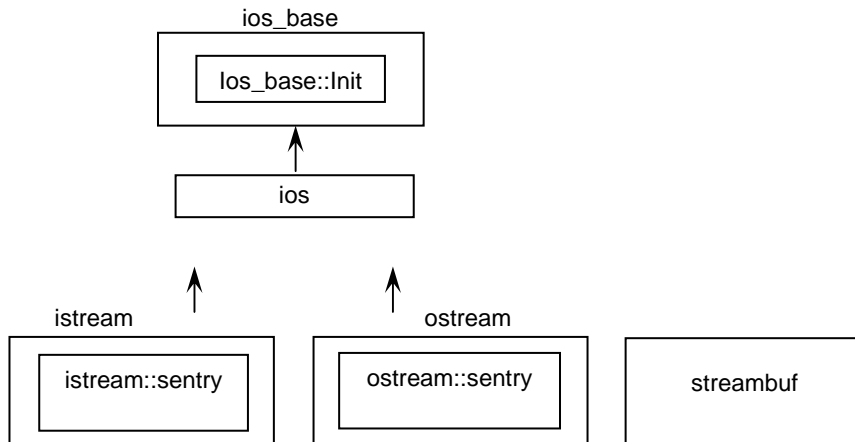 ios_base
Ios_base::Init
ios
istream
ostream
istream::sentry
ostream::sentry
streambuf